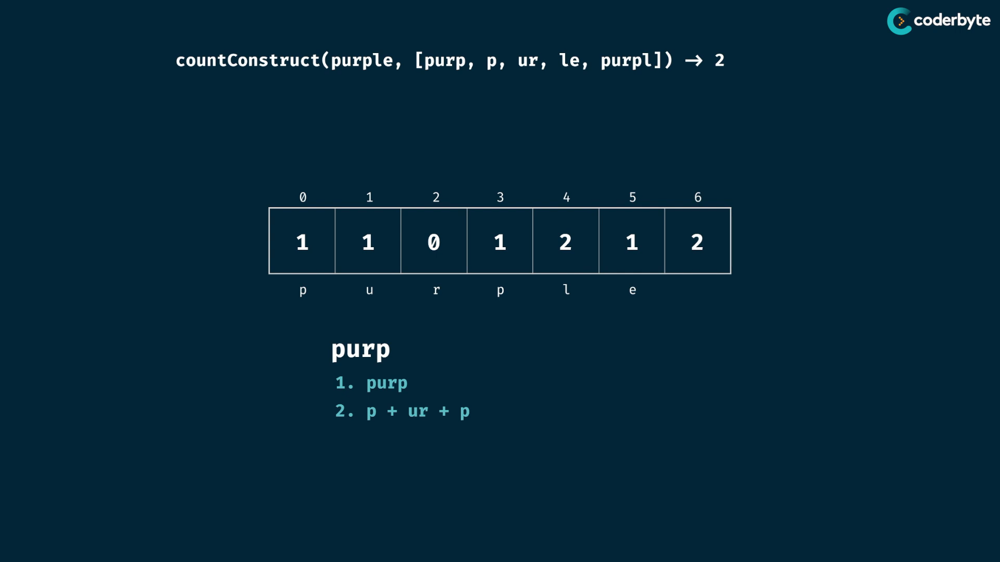 coderbyte
countConstruct(purple, [purp, p, ur, le, purpl]) → 2
0 1 2 3 4 5 6
1 1 0 1 2 1 2
p u r p l e
purp
1. purp
2. p + ur + p